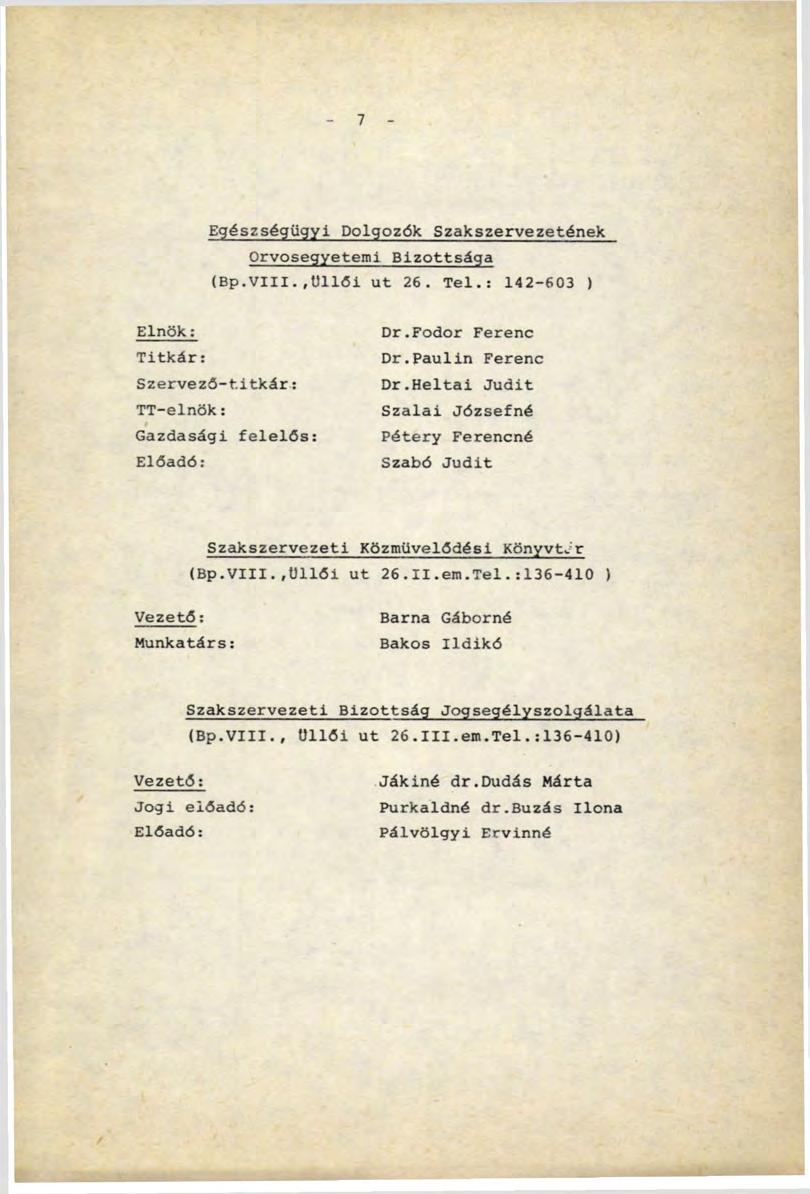 - 7 -
Egészségügyi Dolgozók Szakszervezetének
Orvosegyetemi Bizottsága
(Bp.VIII.,Üllői ut 26. Tel.: 142-603 )
Elnök: Dr.Fodor Ferenc
Titkár: Dr.Paulin Ferenc
Szervező-titkár: Dr.Heltai Judit
TT-elnök: Szalai Józsefné
Gazdasági felelős: Pétery Ferencné
Előadó: Szabó Judit
Szakszervezeti Közmüvelődési Könyvtár
(Bp.VIII.,Üllői ut 26.II.em.Tel.:136-410 )
Vezető: Barna Gáborné
Munkatárs: Bakos Ildikó
Szakszervezeti Bizottság Jogsegélyszolgálata
(Bp.VIII., Üllői ut 26.III.em.Tel.:136-410)
Vezető: Jákiné dr.Dudás Márta
Jogi előadó: Purkaldné dr.Buzás Ilona
Előadó: Pálvölgyi Ervinné